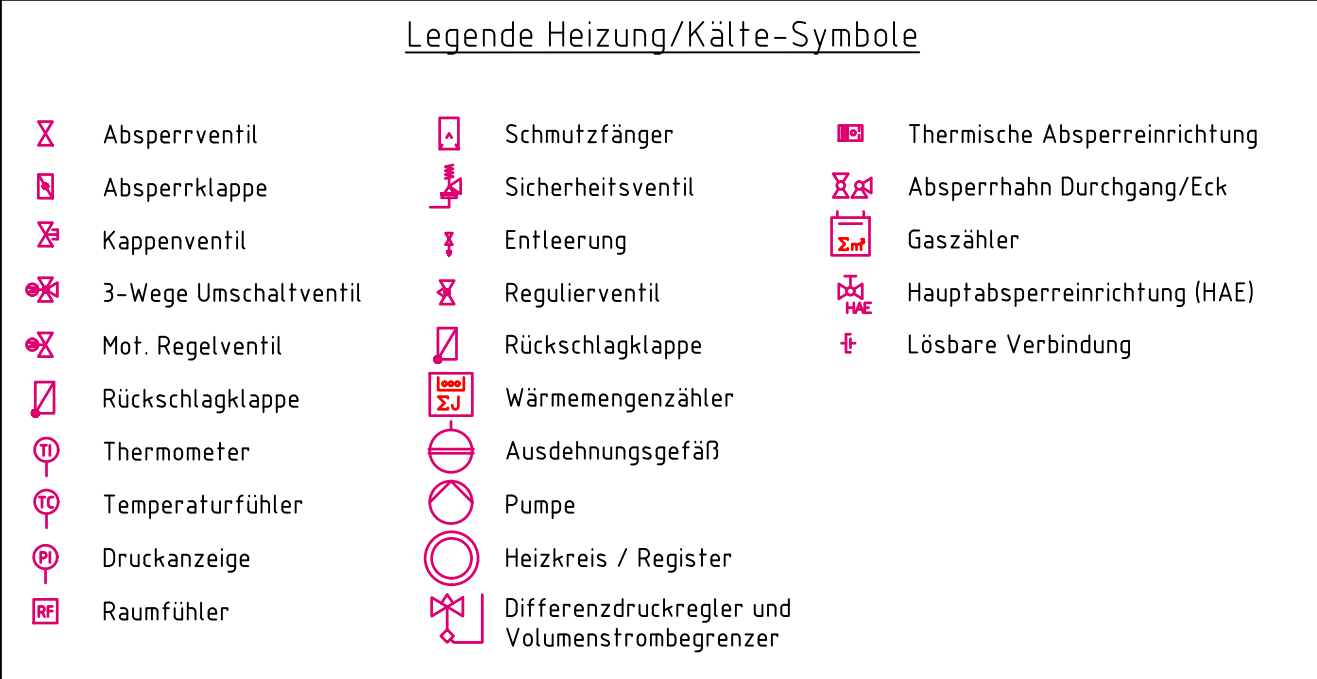 Legende Heizung/Kälte-Symbole
Absperrventil
Absperrklappe
Kappenventil
M 3-Wege Umschaltventil
M Mot. Regelventil
Rückschlagklappe
TI Thermometer
TC Temperaturfühler
PI Druckanzeige
RF Raumfühler
Schmutzfänger
Sicherheitsventil
Entleerung
Regulierventil
Rückschlagklappe
ΣJ Wärmemengenzähler
Ausdehnungsgefäß
Pumpe
Heizkreis / Register
Differenzdruckregler und
Volumenstrombegrenzer
Thermische Absperreinrichtung
Absperrhahn Durchgang/Eck
Σm³ Gaszähler
Hauptabsperreinrichtung (HAE)
HAE
Lösbare Verbindung